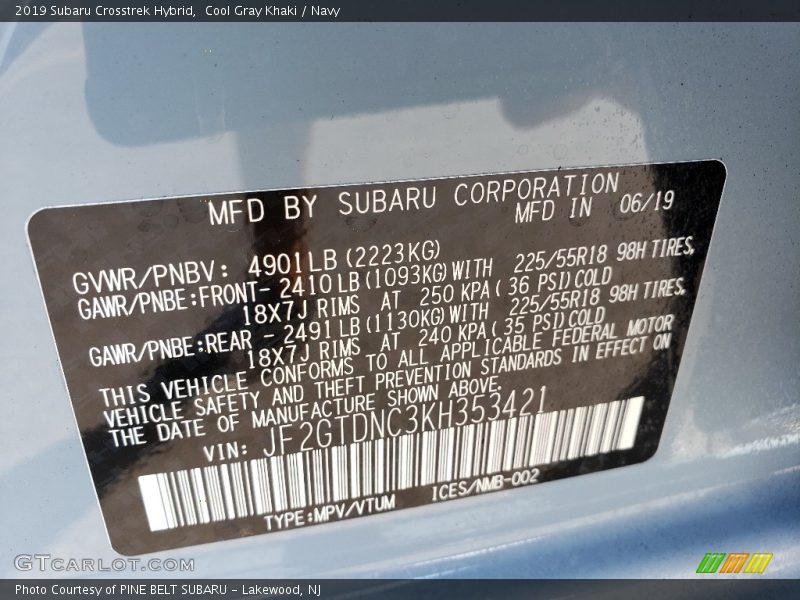 2019 Subaru Crosstrek Hybrid,  Cool Gray Khaki / Navy
MFD BY SUBARU CORPORATION
MFD IN 06/19
GVWR/PNBV: 4901LB(2223KG)
GAWR/PNBE:FRONT- 2410LB(1093KG)WITH 225/55R18 98H TIRES,
18X7J RIMS AT 250 KPA( 36 PSI)COLD
GAWR/PNBE:REAR - 2491LB(1130KG)WITH 225/55R18 98H TIRES,
18X7J RIMS AT 240 KPA( 35 PSI)COLD
THIS VEHICLE CONFORMS TO ALL APPLICABLE FEDERAL MOTOR
VEHICLE SAFETY AND THEFT PREVENTION STANDARDS IN EFFECT ON
THE DATE OF MANUFACTURE SHOWN ABOVE.
VIN: JF2GTDNC3KH353421
TYPE:MPV/VTUM ICES/NMB-002
GTCARLOT.COM
Photo Courtesy of PINE BELT SUBARU - Lakewood, NJ